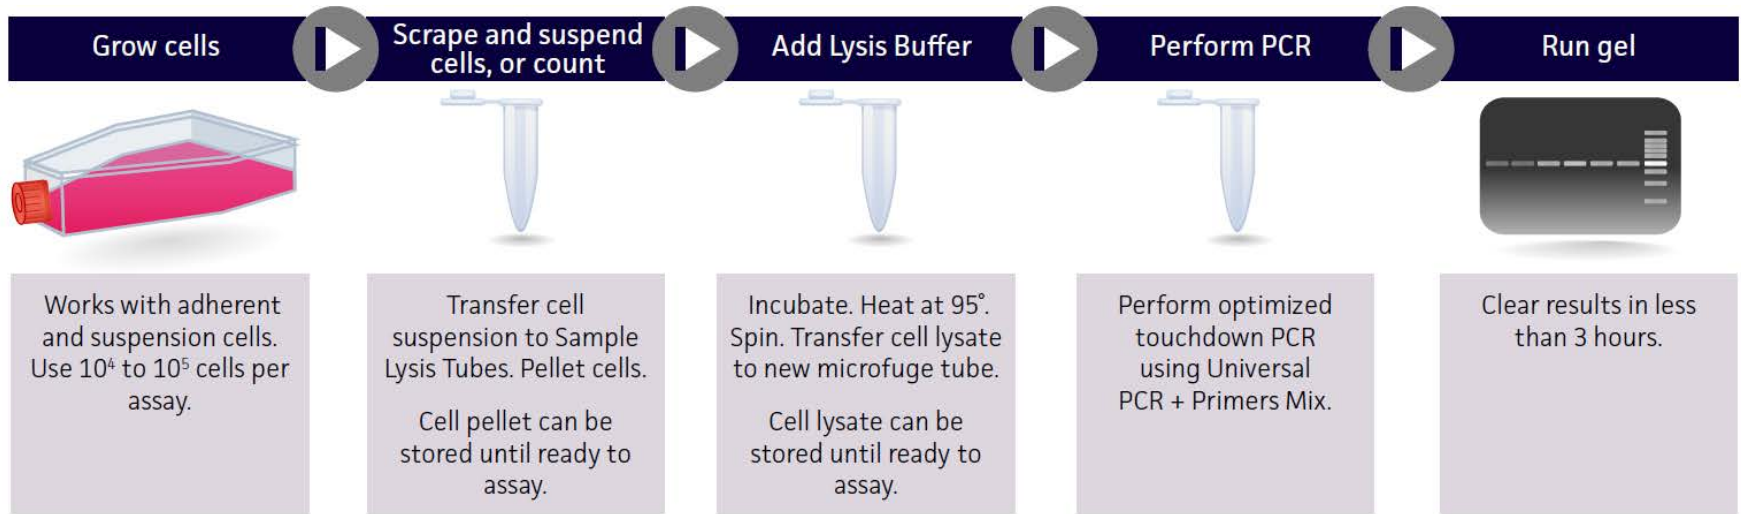 Grow cells
Scrape and suspend
cells, or count
Add Lysis Buffer
Perform PCR
Run gel
Works with adherent
and suspension cells.
Use 10⁴ to 10⁵ cells per
assay.
Transfer cell
suspension to Sample
Lysis Tubes. Pellet cells.
Cell pellet can be
stored until ready to
assay.
Incubate. Heat at 95°.
Spin. Transfer cell lysate
to new microfuge tube.
Cell lysate can be
stored until ready to
assay.
Perform optimized
touchdown PCR
using Universal
PCR + Primers Mix.
Clear results in less
than 3 hours.